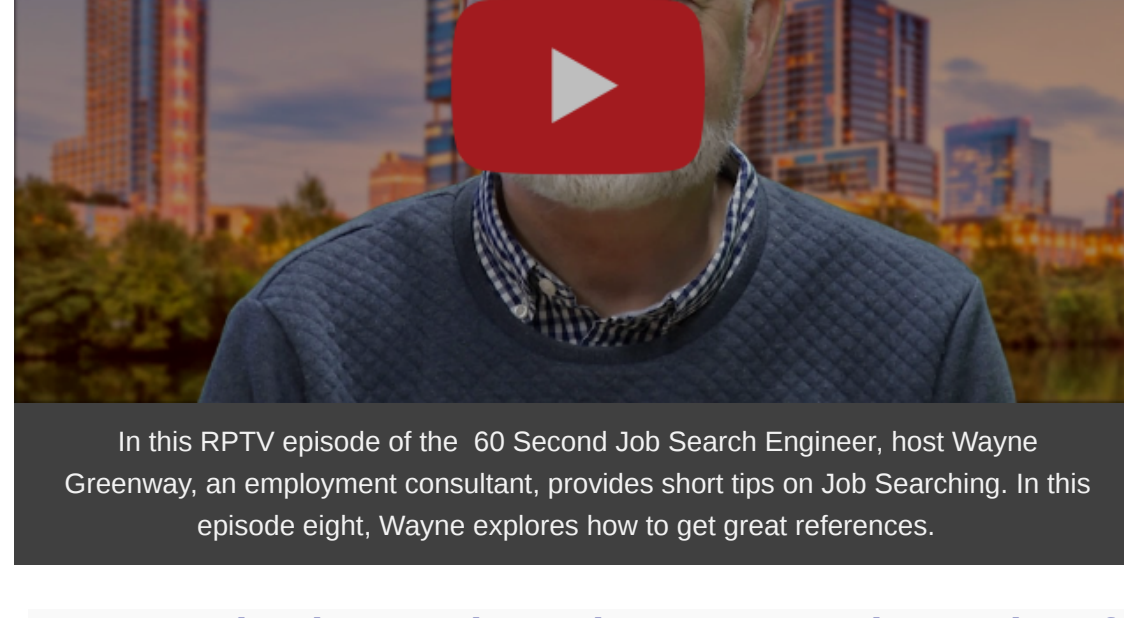 In this RPTV episode of the  60 Second Job Search Engineer, host Wayne
Greenway, an employment consultant, provides short tips on Job Searching. In this
episode eight, Wayne explores how to get great references.